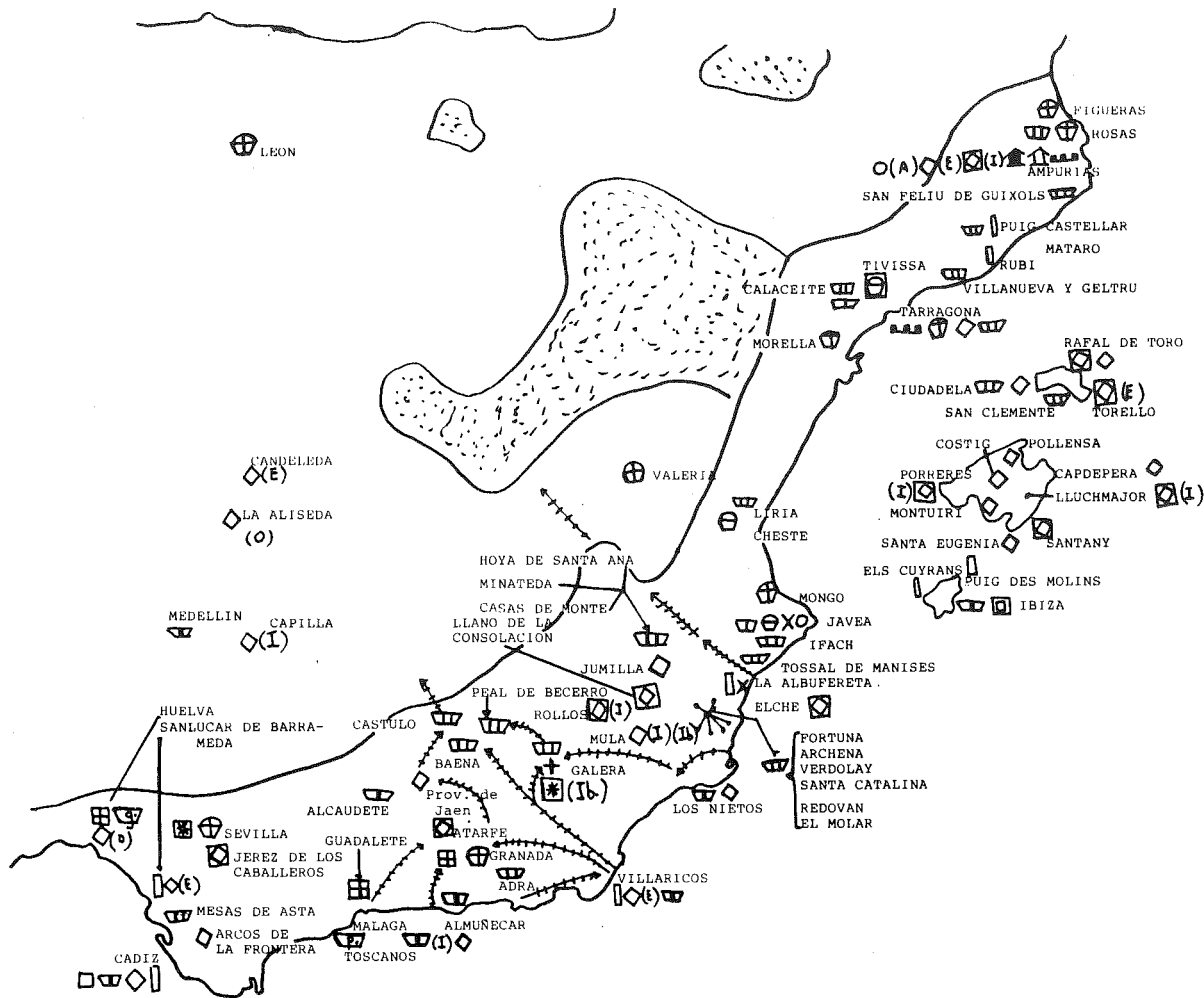 FIGUERAS
ROSAS
LEON
O(A) (E) (I)
AMPURIAS
SAN FELIU DE GUIXOLS
PUIG CASTELLAR
MATARO
TIVISSA
RUBI
CALACEITE
VILLANUEVA Y GELTRU
TARRAGONA
MORELLA
RAFAL DE TORO
CIUDADELA
(E)
SAN CLEMENTE
TORELLO
COSTIG
POLLENSA
CANDELEDA
(E)
VALERIA
PORRERES
CAPDEPERA
(I)
LLUCHMAJOR
(I)
MONTUIRI
LIRIA
LA ALISEDA
(O)
CHESTE
SANTA EUGENIA
SANTANY
HOYA DE SANTA ANA
ELS CUYRANS
MINATEDA
PUIG DES MOLINS
CASAS DE MONTE
MONGO
IBIZA
MEDELLIN
LLANO DE LA
CONSOLACION
XO
JAVEA
CAPILLA
(I)
IFACH
JUMILLA
TOSSAL DE MANISES
X
LA ALBUFERETA.
PEAL DE BECERRO
ROLLOS
(I)
ELCHE
HUELVA
SANLUCAR DE BARRA-
MEDA
CASTULO
MULA
(I)(Ib)
FORTUNA
ARCHENA
VERDOLAY
SANTA CATALINA
REDOVAN
EL MOLAR
BAENA
GALERA
(Ib)
ALCAUDETE
Prov. de
Jaen
LOS NIETOS
(O)
SEVILLA
GUADALETE
ATARFE
JEREZ DE LOS
CABALLEROS
GRANADA
ADRA
VILLARICOS
(E)
(E)
MESAS DE ASTA
MALAGA
ALMUÑECAR
ARCOS DE
LA FRONTERA
(I)
TOSCANOS
CADIZ